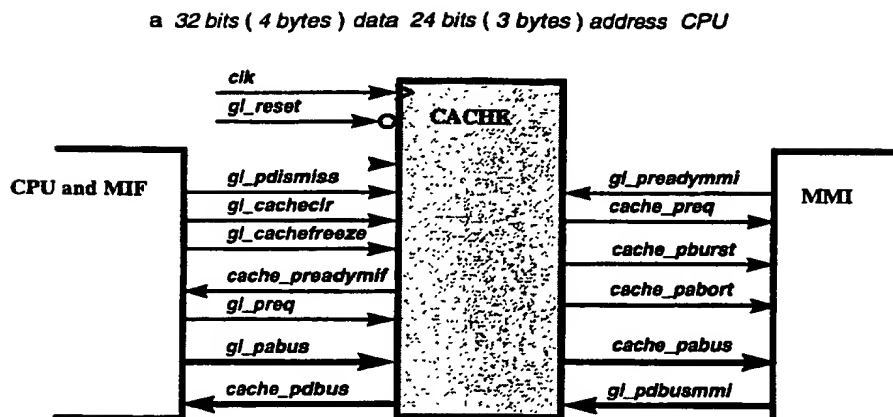 a 32 bits ( 4 bytes ) data 24 bits ( 3 bytes ) address CPU
clk
gl_reset
CACHE
CPU and MIF
gl_pdismiss
gl_cacheclr
gl_cachefreeze
cache_preadymif
gl_preq
gl_pabus
cache_pdbus
gl_preadymmi
cache_preq
cache_pburst
cache_pabort
cache_pabus
gl_pdbusmmi
MMI